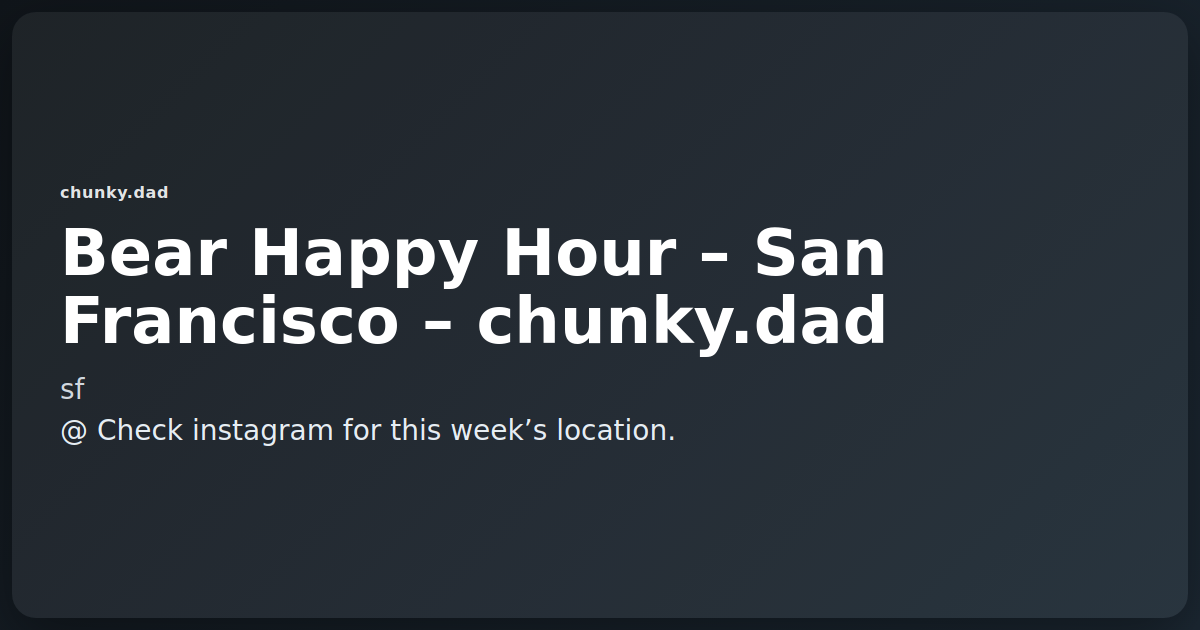 chunky.dad
Bear Happy Hour – San
Francisco – chunky.dad
sf
@ Check instagram for this week’s location.